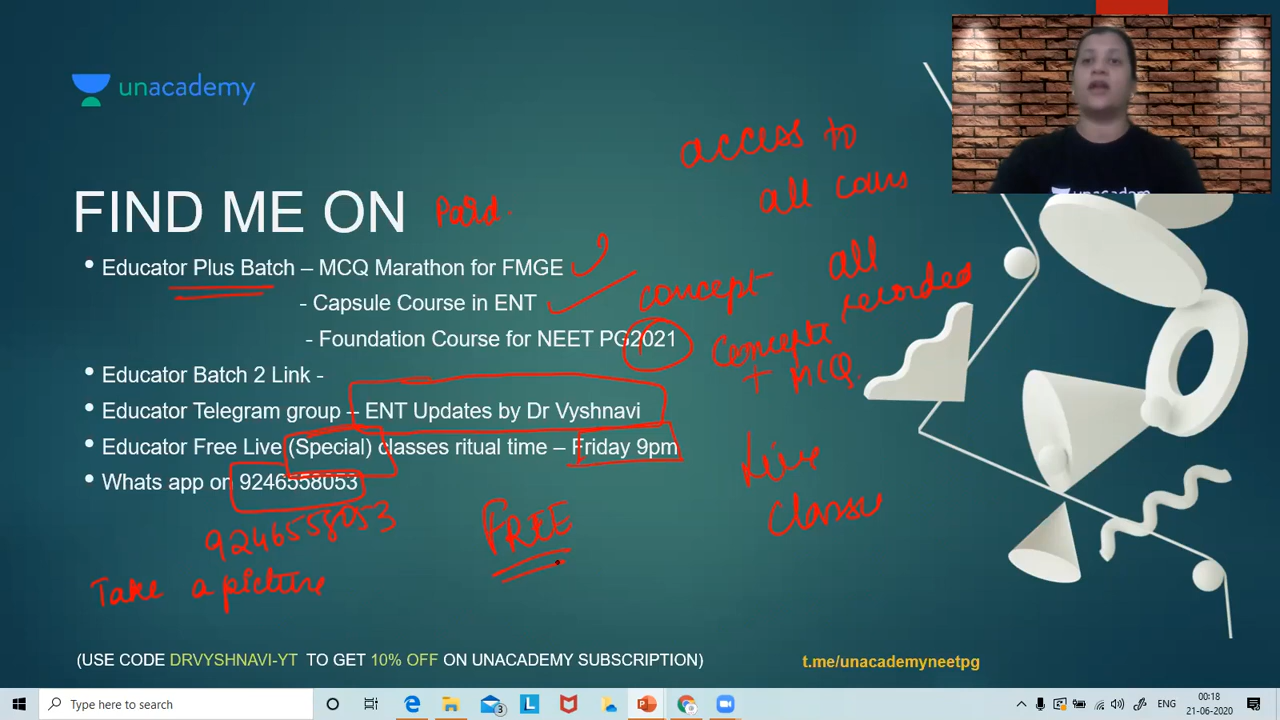 unacademy
access to
all cours
FIND ME ON Paid.
• Educator Plus Batch – MCQ Marathon for FMGE
all recorded
- Capsule Course in ENT
concept
- Foundation Course for NEET PG2021
concepts
+ MCQ.
• Educator Batch 2 Link -
• Educator Telegram group – ENT Updates by Dr Vyshnavi
• Educator Free Live (Special) classes ritual time – Friday 9pm
• Whats app on 9246558053
Live
classes
9246558053
FREE
Take a picture
(USE CODE DRVYSHNAVI-YT TO GET 10% OFF ON UNACADEMY SUBSCRIPTION)
t.me/unacademyneetpg
unacademy
Type here to search
3
ENG
00:18
21-06-2020